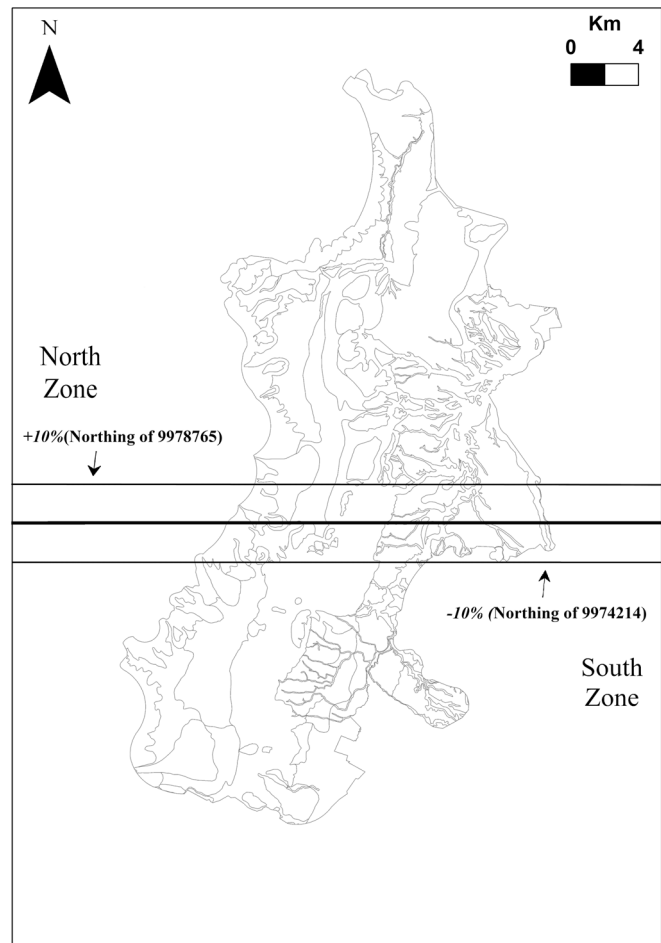 N
Km
0 4
North
Zone
+10%(Northing of 9978765)
-10% (Northing of 9974214)
South
Zone